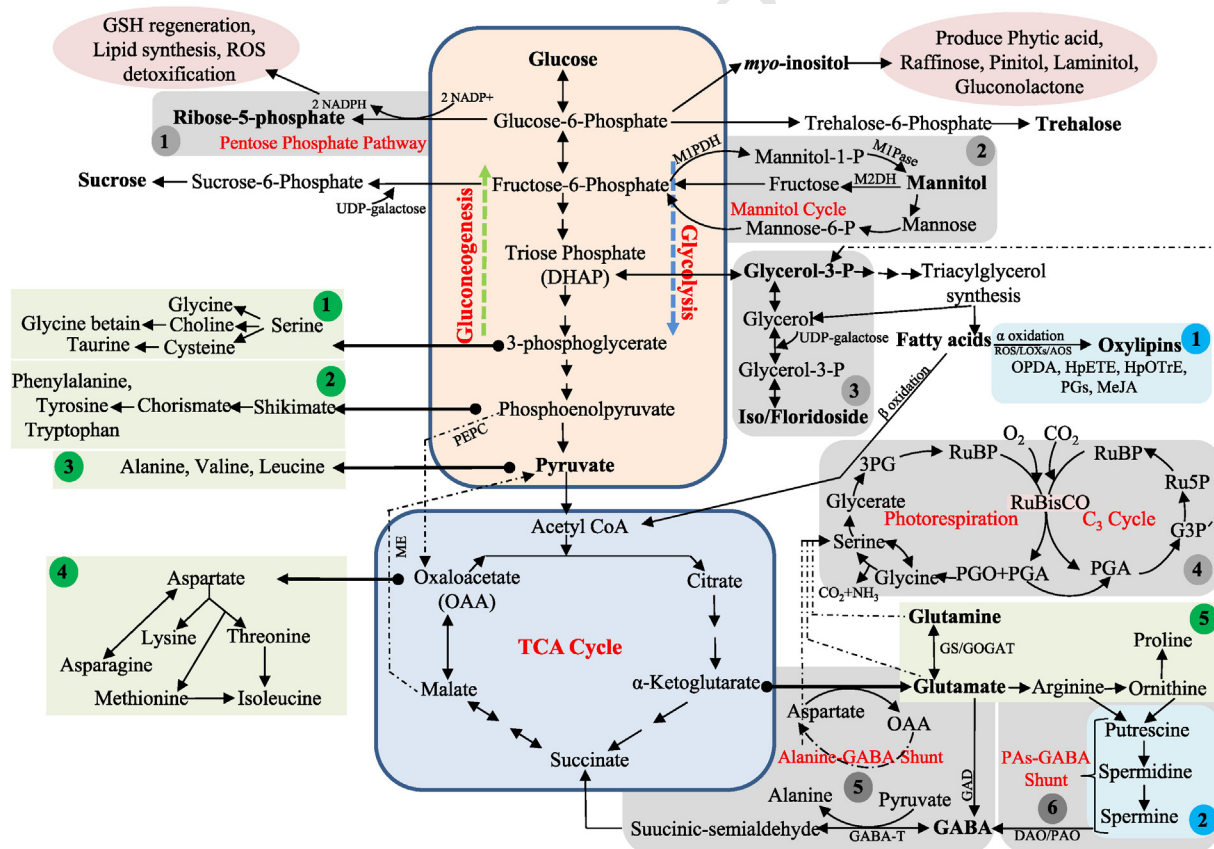 GSH regeneration,
Lipid synthesis, ROS
detoxification
Glucose
myo-inositol
Produce Phytic acid,
Raffinose, Pinitol, Laminitol,
Gluconolactone
2 NADPH
2 NADP+
Ribose-5-phosphate
Glucose-6-Phosphate
Trehalose-6-Phosphate
Trehalose
1
Pentose Phosphate Pathway
M1PDH
Mannitol-1-P
M1Pase
2
Sucrose
Sucrose-6-Phosphate
Fructose-6-Phosphate
Fructose
M2DH
Mannitol
UDP-galactose
Mannitol Cycle
Mannose-6-P
Mannose
Gluconeogenesis
Glycolysis
Triose Phosphate
(DHAP)
Glycerol-3-P
Triacylglycerol
synthesis
Glycerol
UDP-galactose
Glycerol-3-P
Iso/Floridoside
3
Fatty acids
α oxidation
ROS/LOXs/AOS
Oxylipins
1
OPDA, HpETE, HpOTrE,
PGs, MeJA
β oxidation
Glycine
1
Glycine betain
Choline
Serine
Taurine
Cysteine
3-phosphoglycerate
2
Phenylalanine,
Tyrosine
Chorismate
Shikimate
Tryptophan
Phosphoenolpyruvate
PEPC
3
Alanine, Valine, Leucine
Pyruvate
O2
CO2
3PG
RuBP
RuBP
Ru5P
Glycerate
RuBisCO
Photorespiration
C3 Cycle
G3P´
Serine
Glycine
PGO+PGA
PGA
4
CO2+NH3
Acetyl CoA
ME
4
Aspartate
Oxaloacetate
(OAA)
Citrate
Lysine
Threonine
Asparagine
Methionine
Isoleucine
TCA Cycle
Malate
α-Ketoglutarate
Succinate
Glutamine
5
GS/GOGAT
Proline
Glutamate
Arginine
Ornithine
Aspartate
OAA
Alanine-GABA Shunt
5
GAD
PAs-GABA
Shunt
6
Putrescine
Spermidine
Spermine
2
Alanine
Pyruvate
Suucinic-semialdehyde
GABA-T
GABA
DAO/PAO